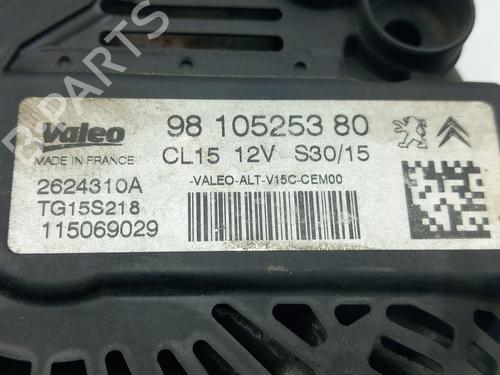 B-PARTS
Valeo
MADE IN FRANCE
98 105253 80
CL15 12V S30/15
2624310A
TG15S218
115069029
-VALEO-ALT-V15C-CEM00